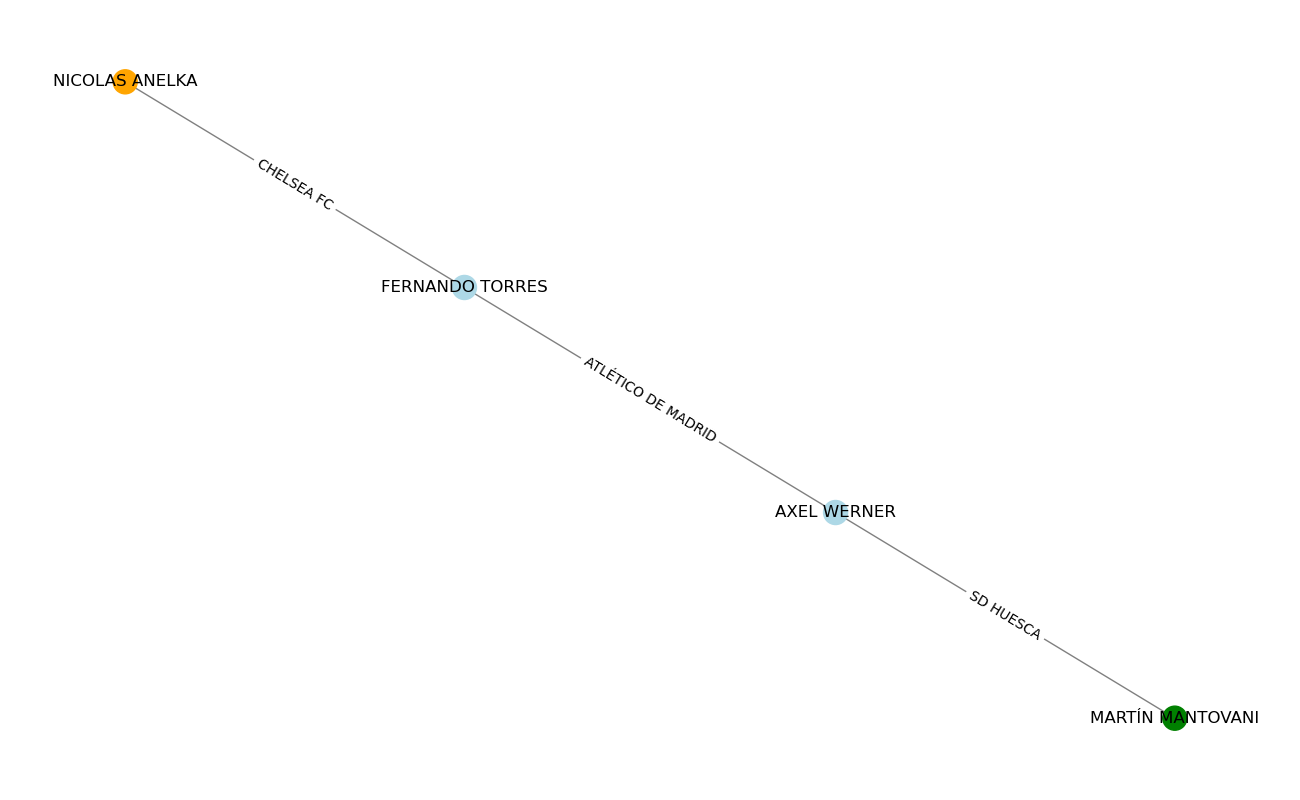 NICOLAS ANELKA
CHELSEA FC
FERNANDO TORRES
ATLÉTICO DE MADRID
AXEL WERNER
SD HUESCA
MARTÍN MANTOVANI